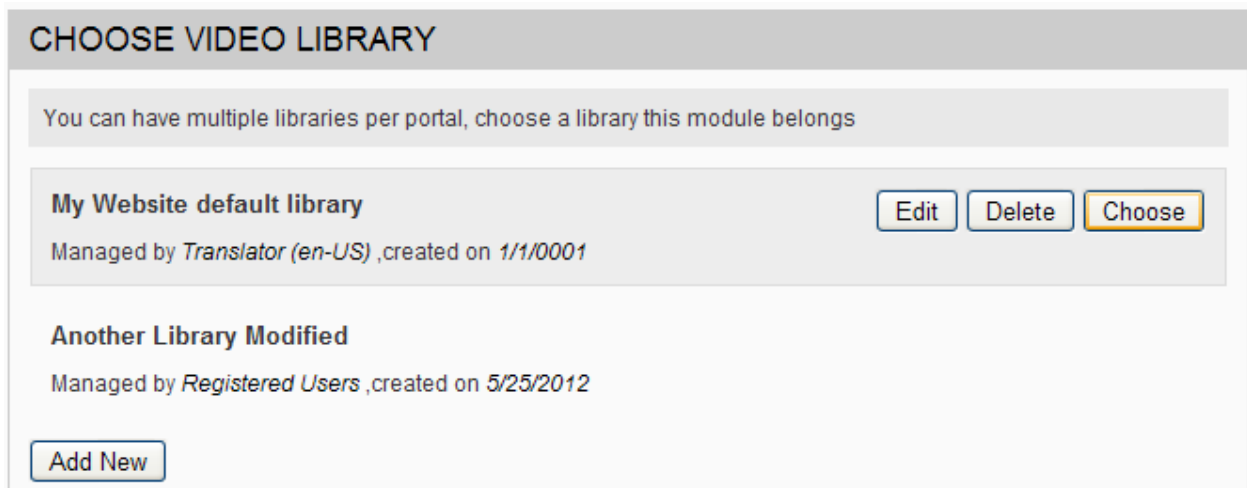 CHOOSE VIDEO LIBRARY
You can have multiple libraries per portal, choose a library this module belongs
My Website default library
Edit Delete Choose
Managed by Translator (en-US) ,created on 1/1/0001
Another Library Modified
Managed by Registered Users ,created on 5/25/2012
Add New